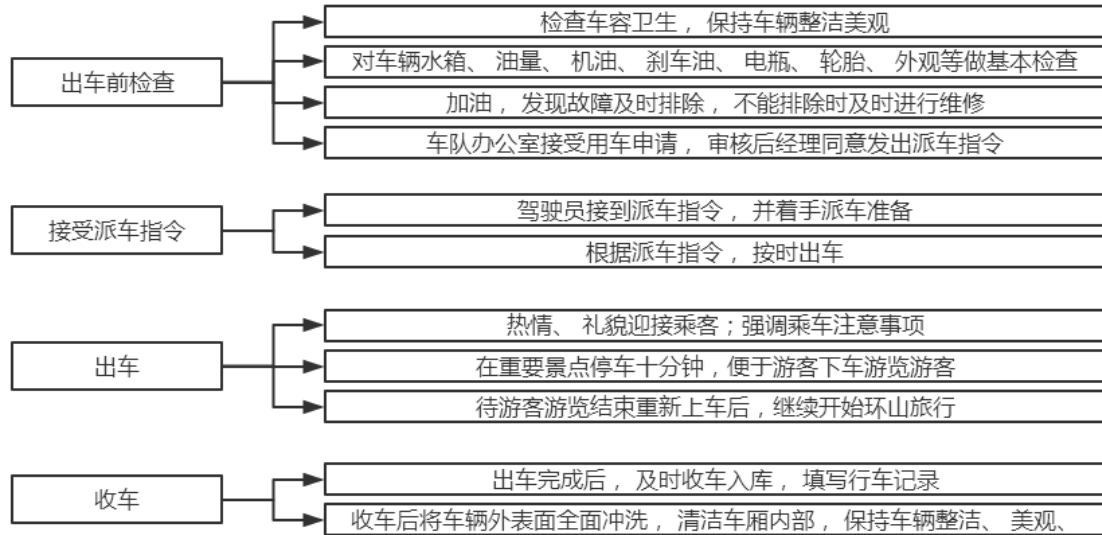 出车前检查
检查车容卫生，保持车辆整洁美观
对车辆水箱、油量、机油、刹车油、电瓶、轮胎、外观等做基本检查
加油，发现故障及时排除，不能排除时及时进行维修
车队办公室接受用车申请，审核后经理同意发出派车指令
接受派车指令
驾驶员接到派车指令，并着手派车准备
根据派车指令，按时出车
出车
热情、礼貌迎接乘客；强调乘车注意事项
在重要景点停车十分钟，便于游客下车游览游客
待游客游览结束重新上车后，继续开始环山旅行
收车
出车完成后，及时收车入库，填写行车记录
收车后将车辆外表面全面冲洗，清洁车厢内部，保持车辆整洁、美观、